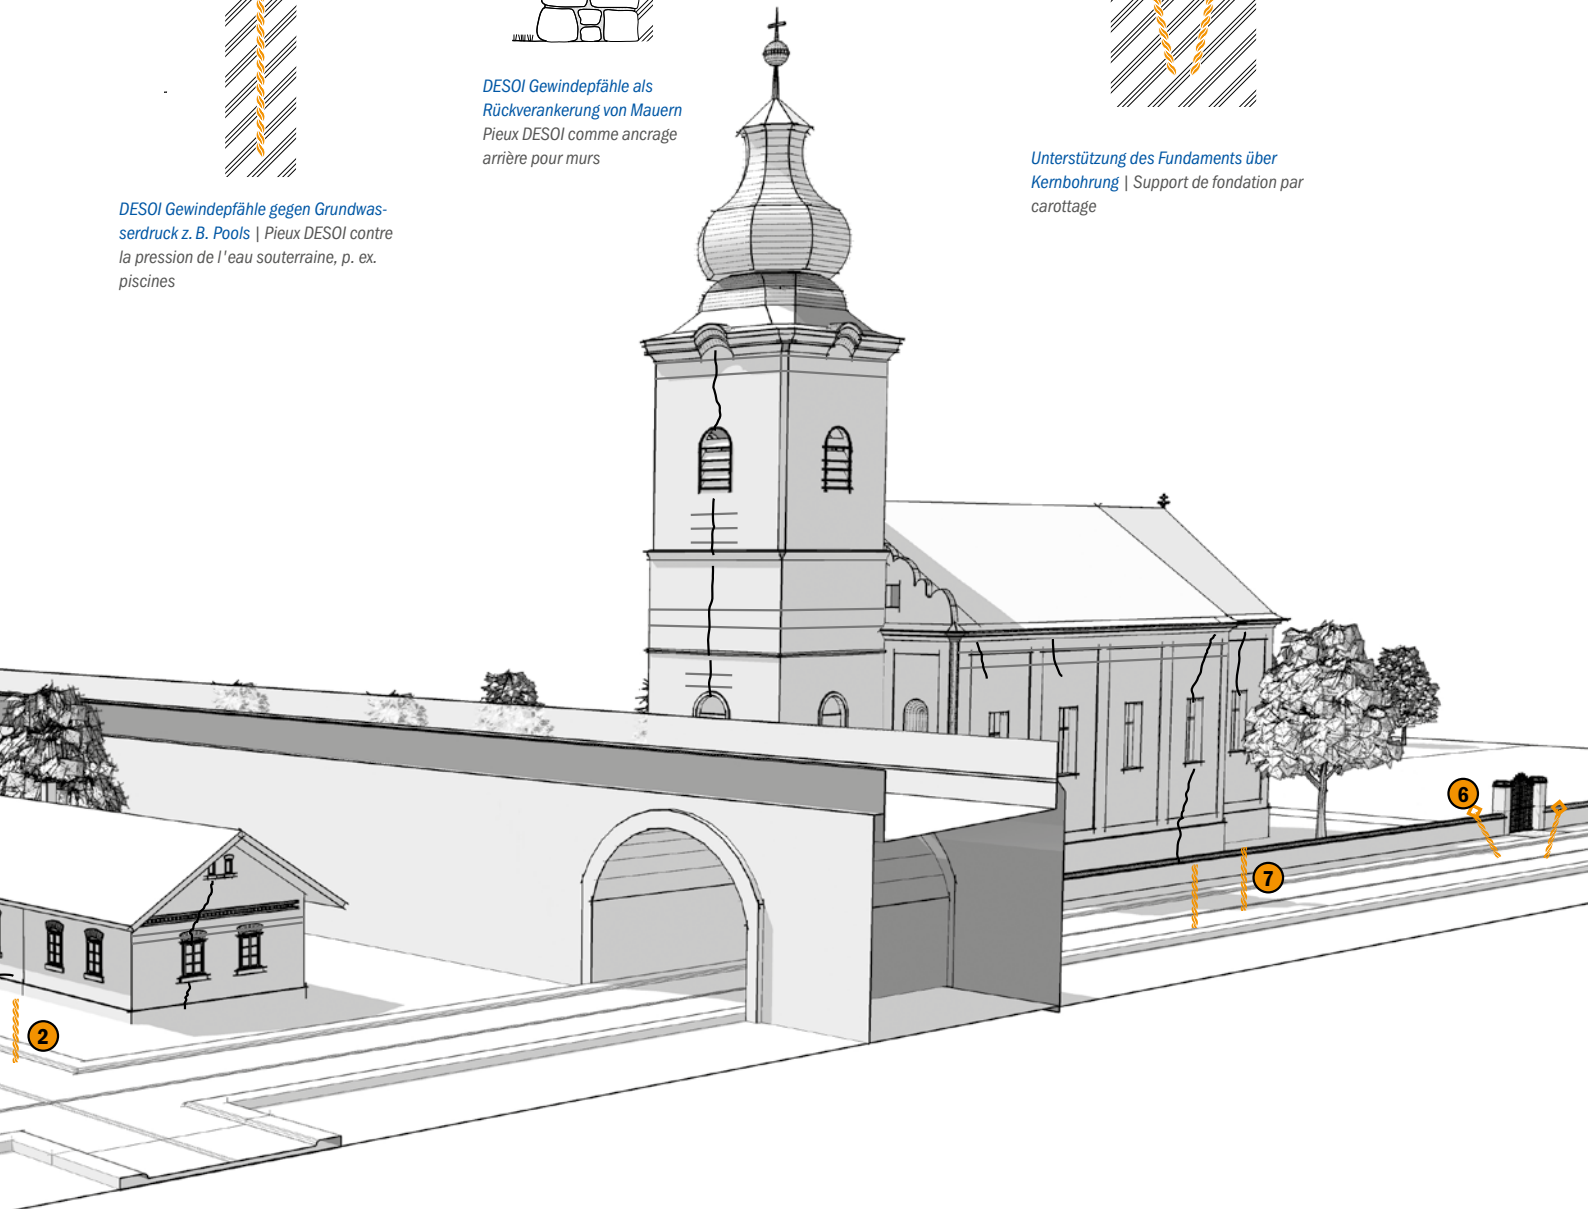 DESOI Gewindepfähle als
Rückverankerung von Mauern
Pieux DESOI comme ancrage
arrière pour murs
Unterstützung des Fundaments über
Kernbohrung | Support de fondation par
carottage
DESOI Gewindepfähle gegen Grundwas-
serdruck z. B. Pools | Pieux DESOI contre
la pression de l'eau souterraine, p. ex.
piscines
6
7
2